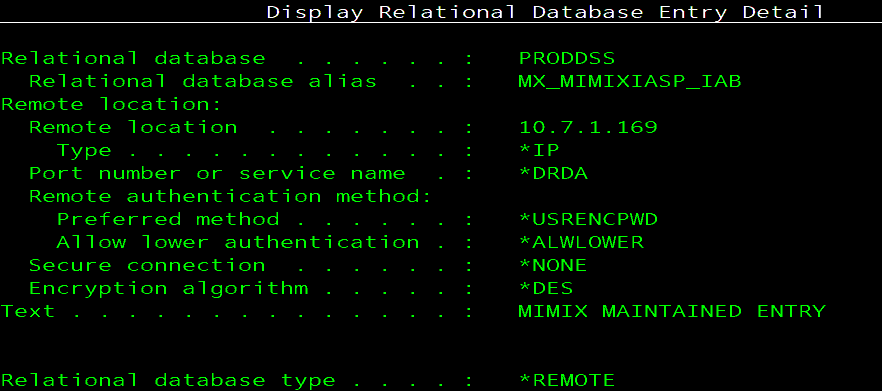 Display Relational Database Entry Detail
Relational database . . . . . . : PRODDSS
Relational database alias . . : MX_MIMIXIASP_IAB
Remote location:
Remote location . . . . . . . : 10.7.1.169
Type . . . . . . . . . . . . : *IP
Port number or service name . : *DRDA
Remote authentication method:
Preferred method . . . . . . : *USRENCPWD
Allow lower authentication . : *ALWLOWER
Secure connection . . . . . . : *NONE
Encryption algorithm . . . . . : *DES
Text . . . . . . . . . . . . . . : MIMIX MAINTAINED ENTRY
Relational database type . . . . : *REMOTE